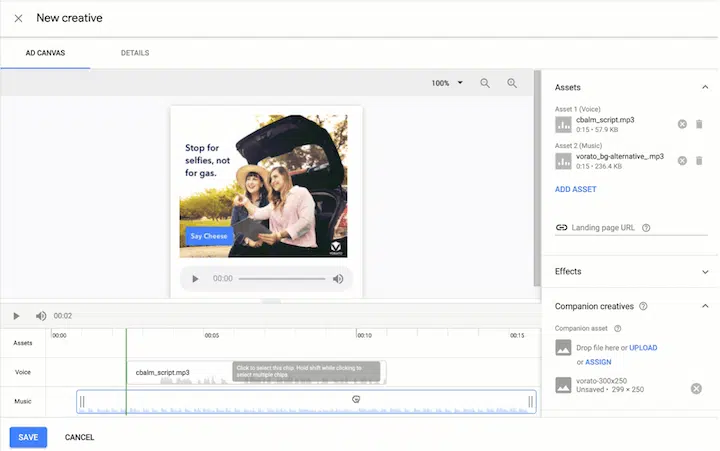 New creative
AD CANVAS
DETAILS
100%
Stop for
selfies, not
for gas.
Say Cheese
VORATO
00:00
00:02
Assets
00:00
00:05
00:10
00:15
Voice
cbalm_script.mp3
Click to select this chip. Hold shift while clicking to
select multiple chips
Music
SAVE
CANCEL
Assets
Asset 1 (Voice)
cbalm_script.mp3
0:15 • 57.9 KB
Asset 2 (Music)
vorato_bg-alternative_.mp3
0:15 • 236.4 KB
ADD ASSET
Landing page URL
Effects
Companion creatives
Companion asset
Drop file here or UPLOAD
or ASSIGN
vorato-300x250
Unsaved • 299 × 250